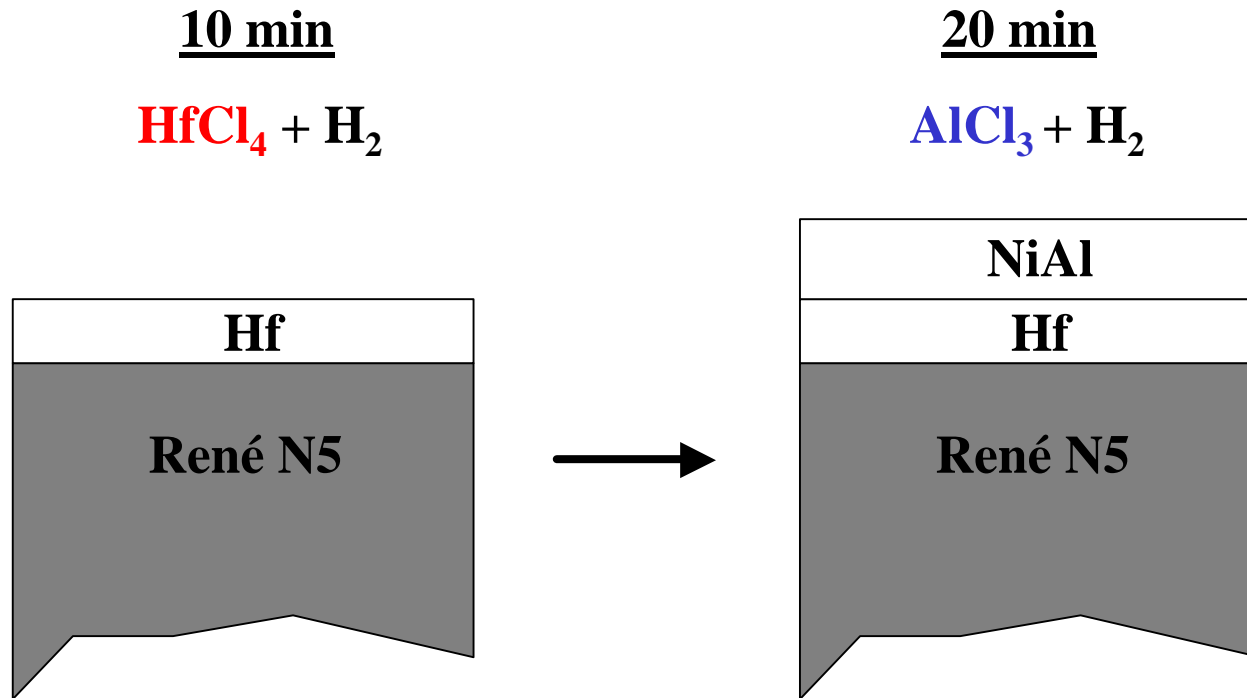 10 min
HfCl₄ + H₂
Hf
René N5
20 min
AlCl₃ + H₂
NiAl
Hf
René N5